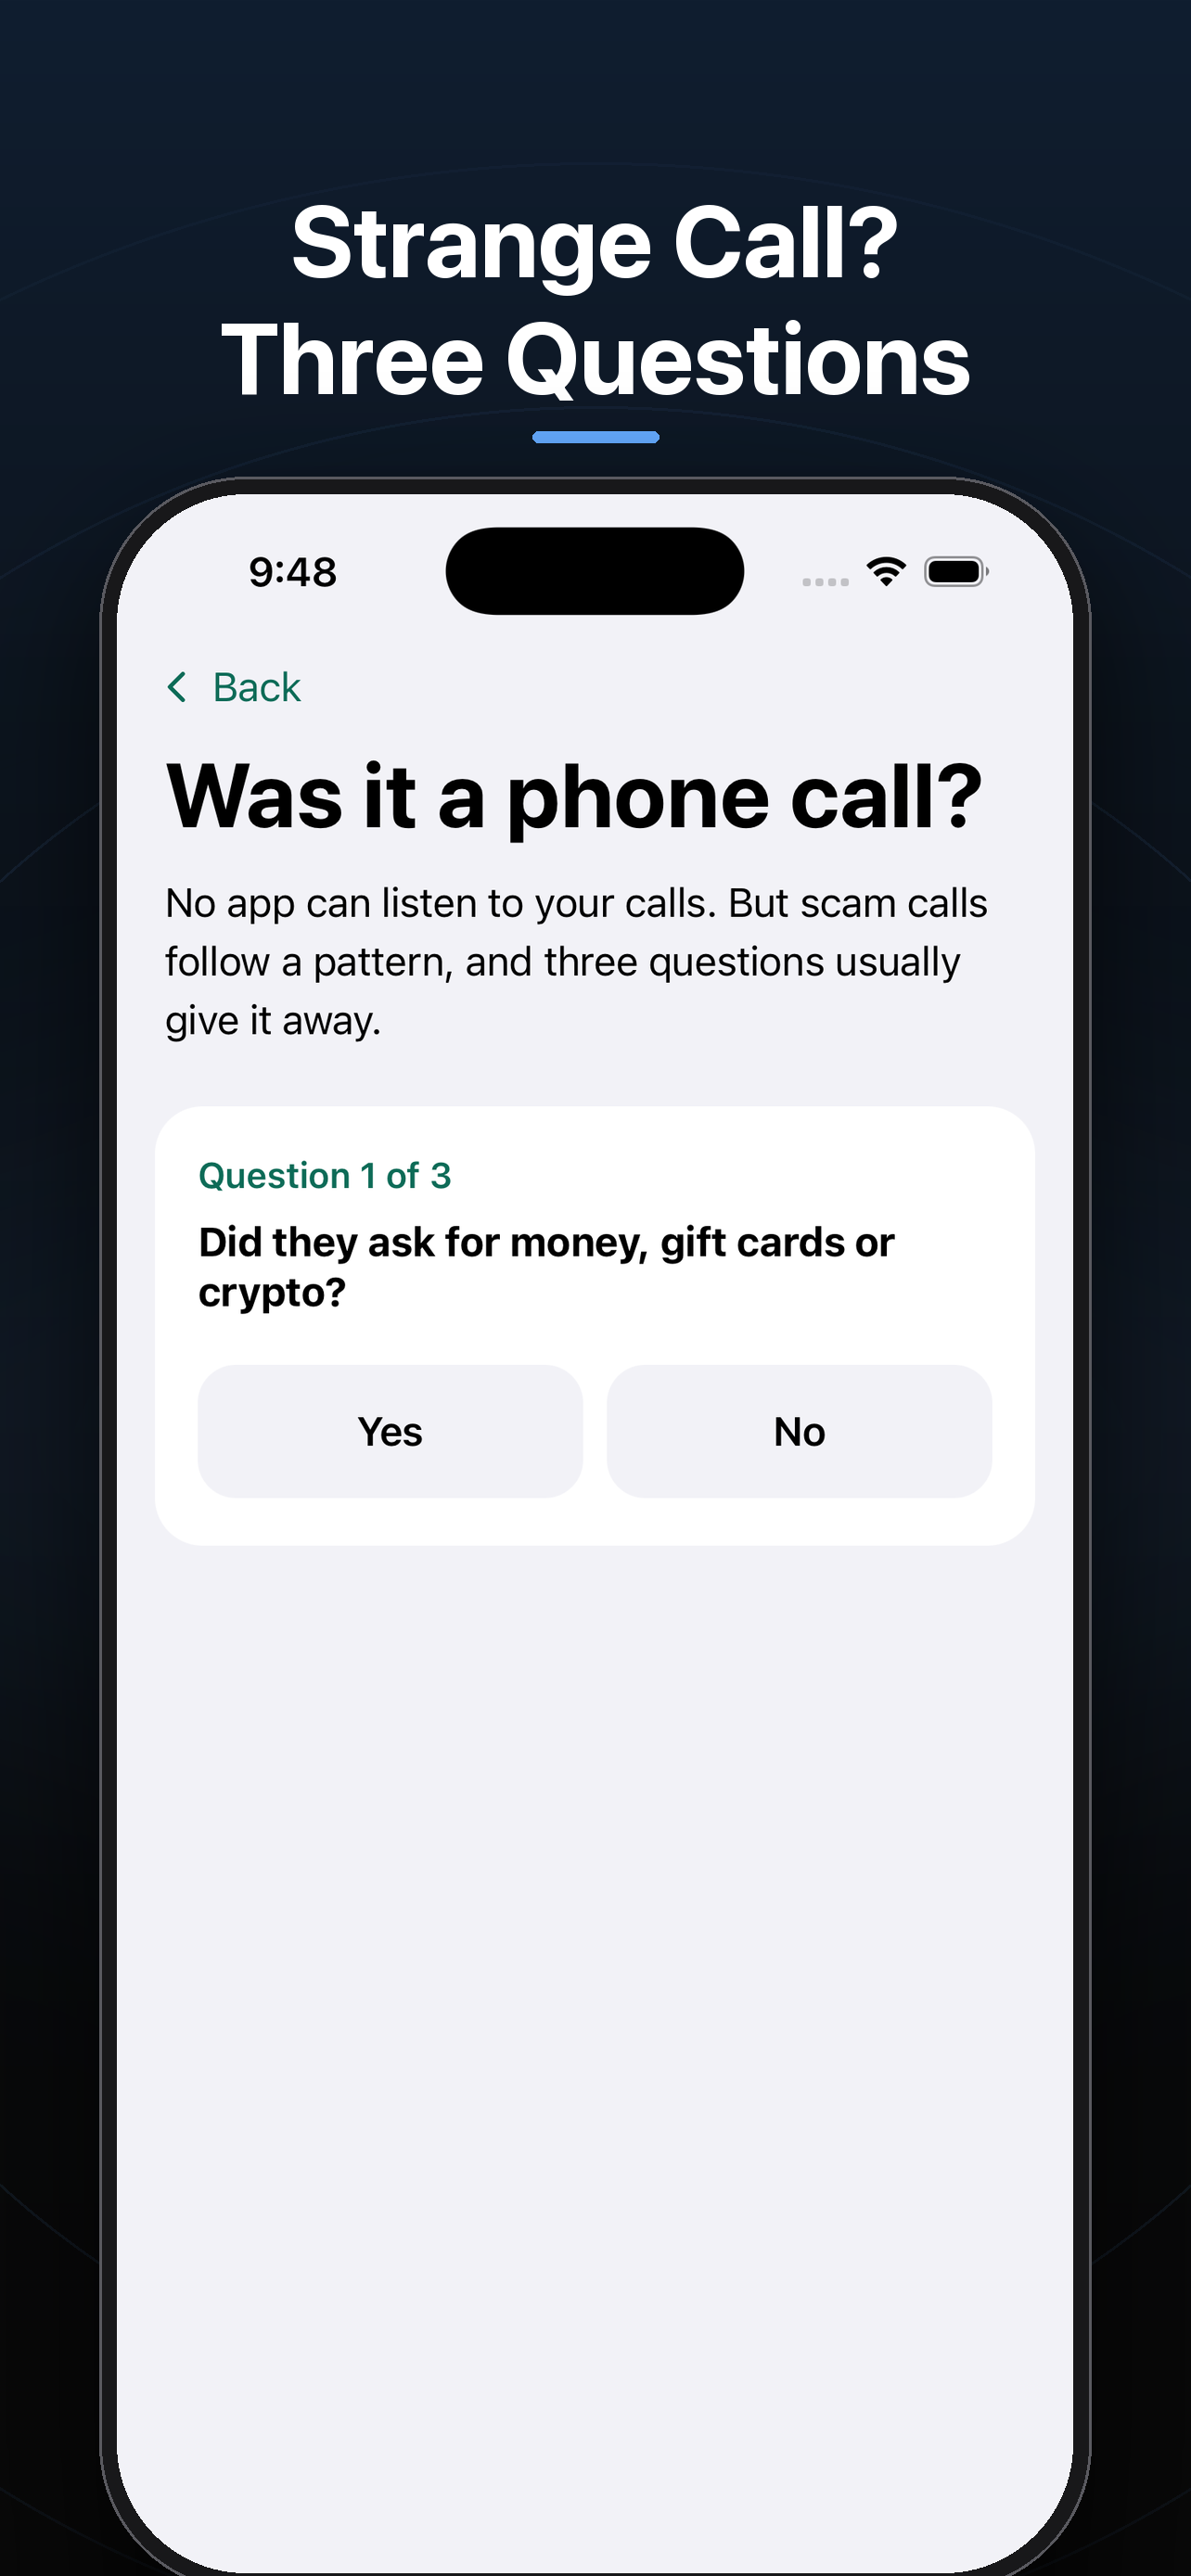 Strange Call?
Three Questions
9:48
Back
Was it a phone call?
No app can listen to your calls. But scam calls
follow a pattern, and three questions usually
give it away.
Question 1 of 3
Did they ask for money, gift cards or
crypto?
Yes
No